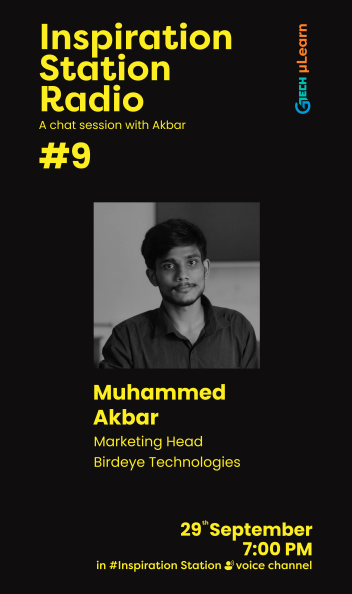 Inspiration
Station
Radio
A chat session with Akbar
#9
GTECH µLearn
Muhammed
Akbar
Marketing Head
Birdeye Technologies
29th September
7:00 PM
in #Inspiration Station voice channel